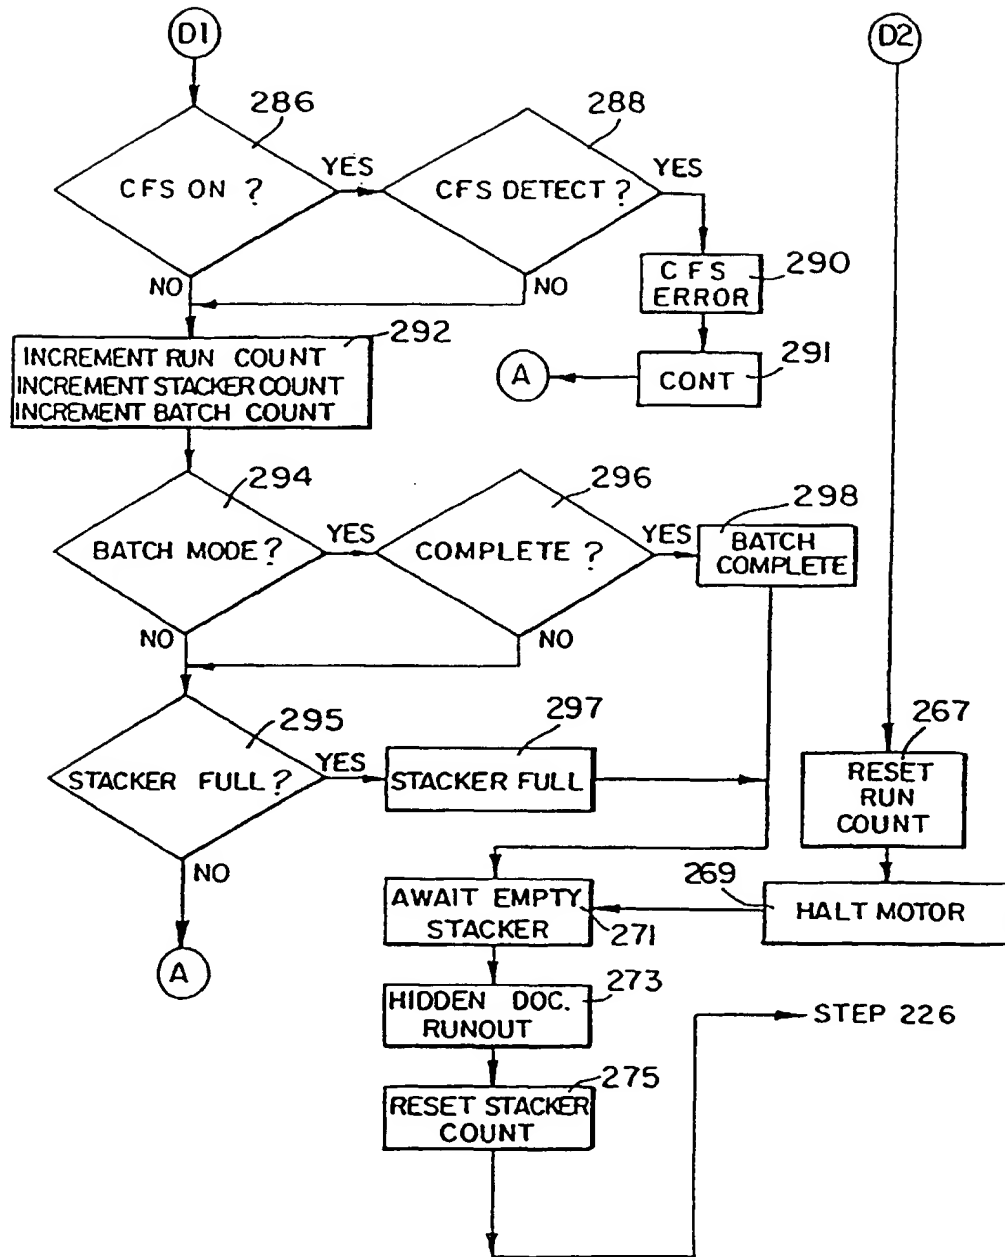 D1
D2
286
288
CFS ON ?
YES
CFS DETECT ?
YES
NO
NO
CFS
ERROR
290
292
INCREMENT RUN COUNT
INCREMENT STACKER COUNT
INCREMENT BATCH COUNT
A
CONT
291
294
296
298
BATCH MODE ?
YES
COMPLETE ?
YES
BATCH
COMPLETE
NO
NO
295
297
267
STACKER FULL ?
YES
STACKER FULL
RESET
RUN
COUNT
NO
269
AWAIT EMPTY
STACKER
271
HALT MOTOR
A
HIDDEN DOC.
RUNOUT
273
STEP 226
275
RESET STACKER
COUNT